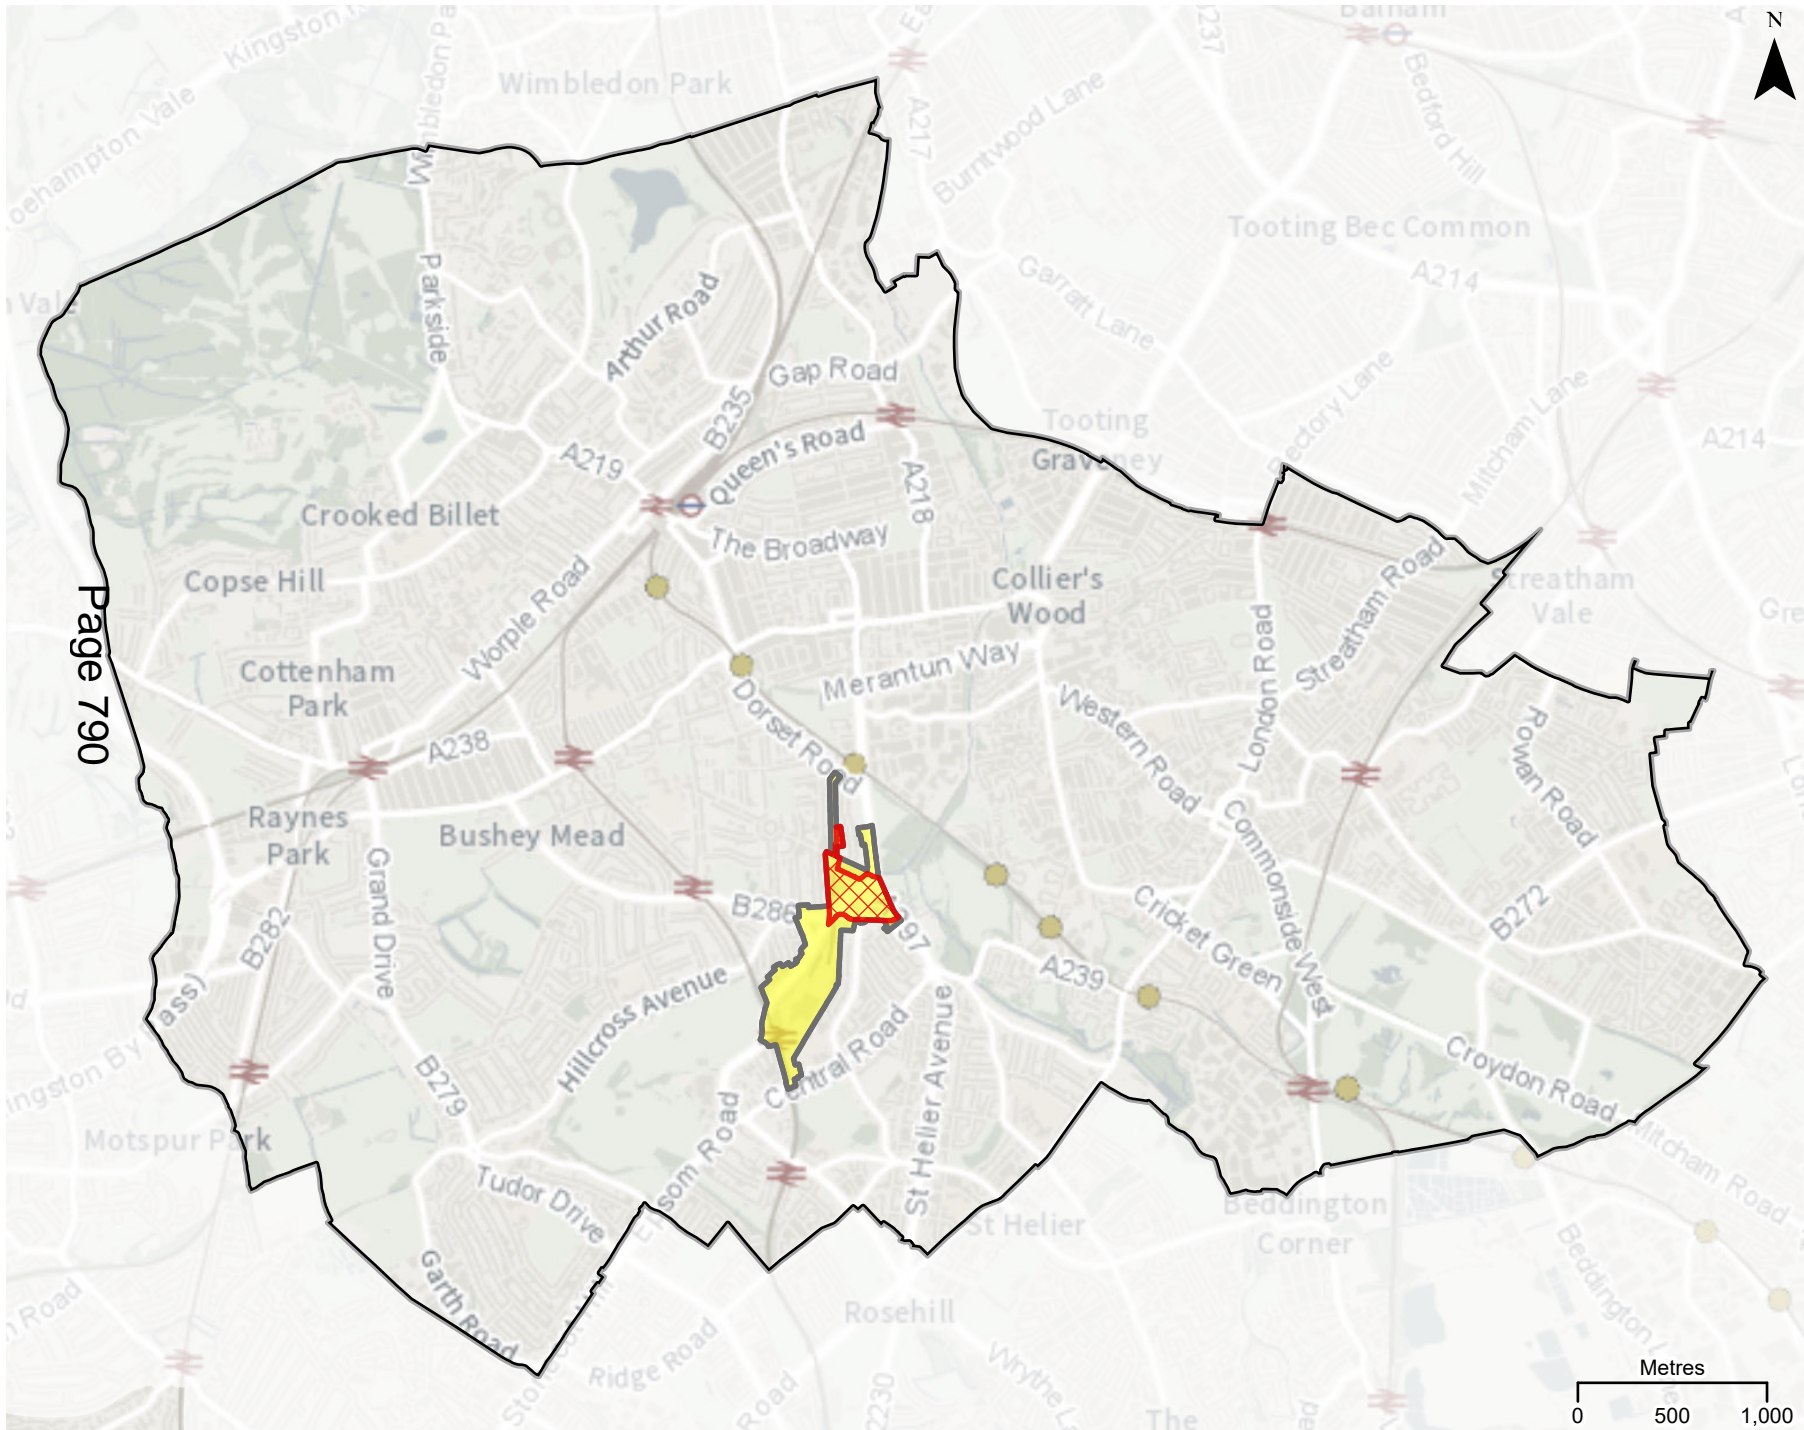 Balham
N
Kingston R
Wimbledon Park
A217
Burntwood Lane
Bedford Hill
Tooting Bec Common
A214
Parkside
Garratt Lane
n Vale
Arthur Road
Gap Road
B235
Rectory Lane
Mitcham Lane
Tooting
Graveney
A214
Queen's Road
A219
A218
Crooked Billet
The Broadway
Copse Hill
Collier's
Wood
Streatham Road
Streatham
Vale
Gre
Page 790
Worple Road
London Road
Cottenham
Park
Merantun Way
Dorset Road
Western Road
Rowan Road
A238
Raynes
Park
Bushey Mead
Commonside West
Grand Drive
B286
Cricket Green
B272
B282
A239
Hillcross Avenue
St Helier Avenue
Central Road
B279
Croydon Road
Motspur Park
Mitcham Road
Tudor Drive
St Helier
Beddington
Corner
Garth Road
Rosehill
Ridge Road
Metres
0 500 1,000
The